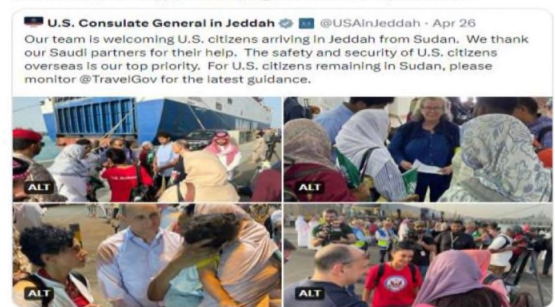 U.S. Consulate General in Jeddah @USAinJeddah · Apr 26
Our team is welcoming U.S. citizens arriving in Jeddah from Sudan. We thank
our Saudi partners for their help. The safety and security of U.S. citizens
overseas is our top priority. For U.S. citizens remaining in Sudan, please
monitor @TravelGov for the latest guidance.
ALT
ALT
ALT
ALT